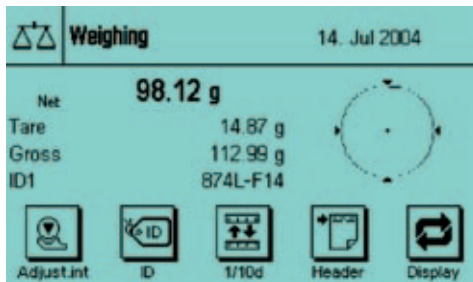 Weighing 14. Jul 2004
Net 98.12 g
Tare 14.87 g
Gross 112.99 g
ID1 874L-F14
ID
Adjust.int ID 1/10d Header Display